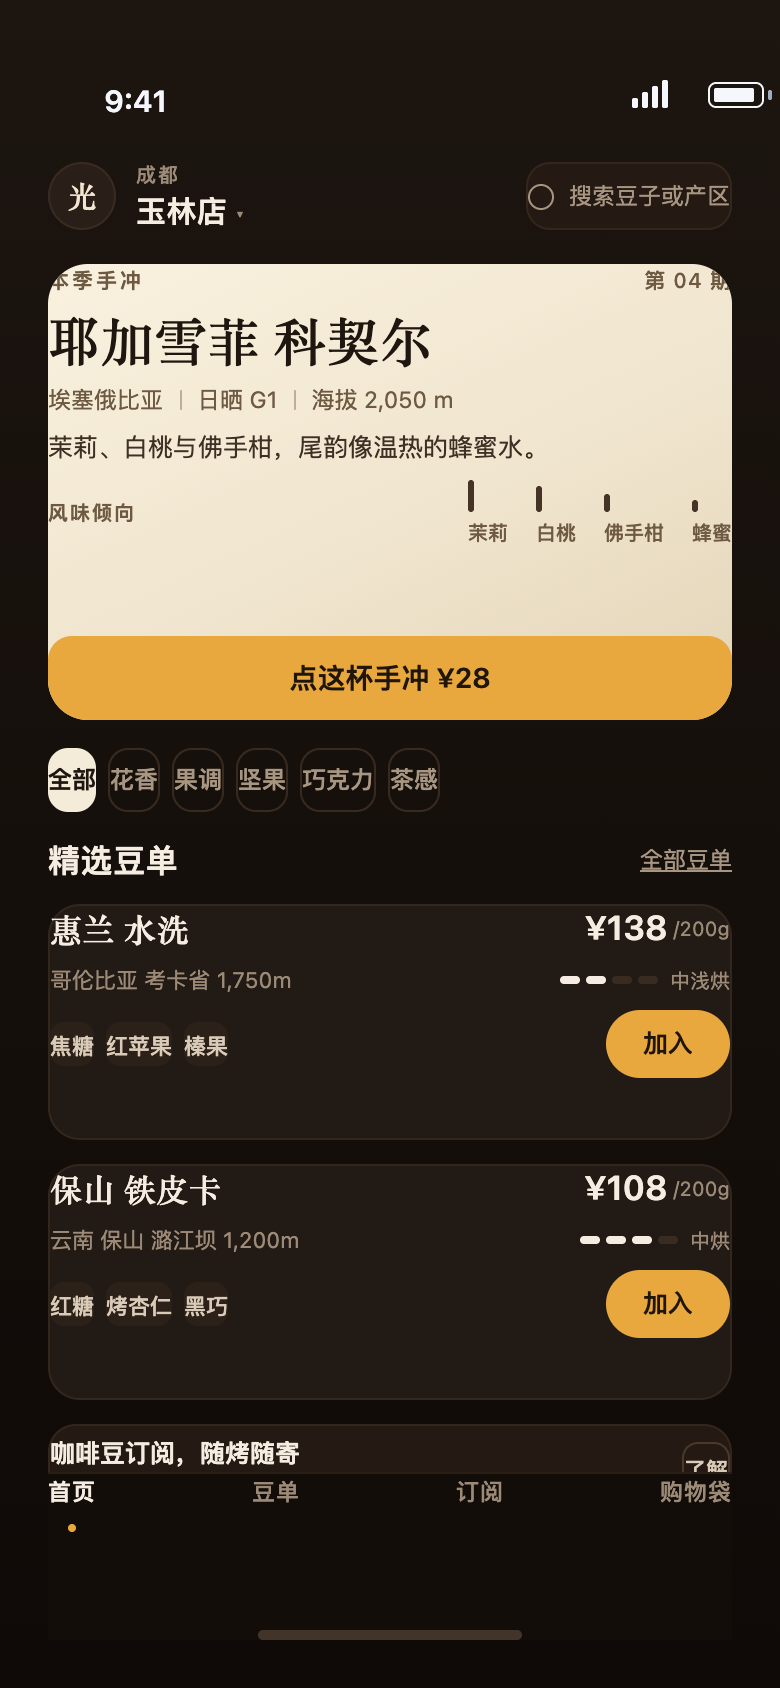 9:41
光
成都
玉林店
搜索豆子或产区
本季手冲
第 04 期
耶加雪菲 科契尔
埃塞俄比亚 | 日晒 G1 | 海拔 2,050 m
茉莉、白桃与佛手柑，尾韵像温热的蜂蜜水。
风味倾向
茉莉 白桃 佛手柑 蜂蜜
点这杯手冲 ¥28
全部 花香 果调 坚果 巧克力 茶感
精选豆单
全部豆单
惠兰 水洗
¥138 /200g
哥伦比亚 考卡省 1,750m
中浅烘
焦糖 红苹果 榛果
加入
保山 铁皮卡
¥108 /200g
云南 保山 潞江坝 1,200m
中烘
红糖 烤杏仁 黑巧
加入
咖啡豆订阅，随烤随寄
了解
首页 豆单 订阅 购物袋